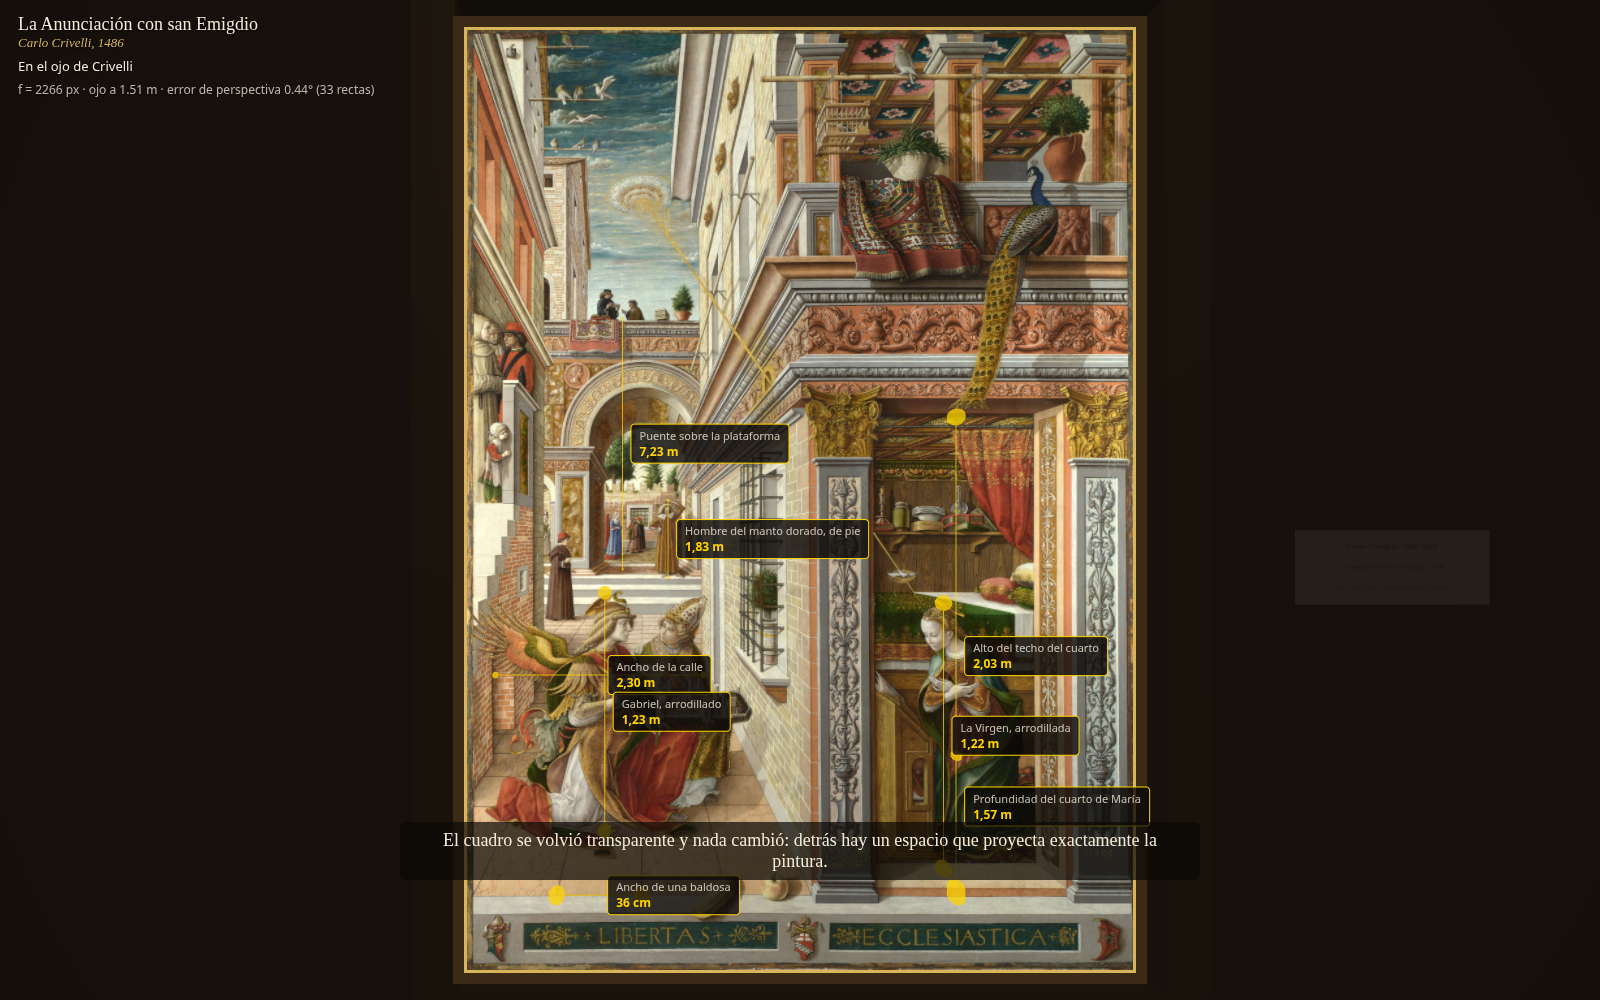 La Anunciación con san Emigdio
Carlo Crivelli, 1486
En el ojo de Crivelli
f = 2266 px · ojo a 1.51 m · error de perspectiva 0.44° (33 rectas)
Puente sobre la plataforma
7,23 m
Hombre del manto dorado, de pie
1,83 m
Alto del techo del cuarto
2,03 m
Ancho de la calle
2,30 m
Gabriel, arrodillado
1,23 m
La Virgen, arrodillada
1,22 m
Profundidad del cuarto de María
1,57 m
El cuadro se volvió transparente y nada cambió: detrás hay un espacio que proyecta exactamente la
pintura.
Ancho de una baldosa
36 cm
LIBERTAS ECCLESIASTICA